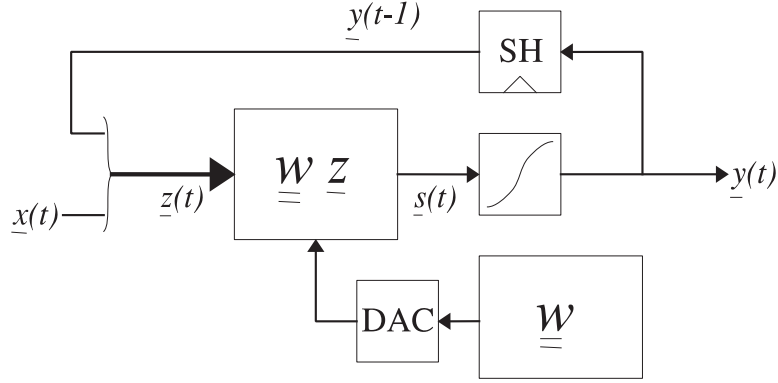 y(t-1)
SH
w z
x(t)
z(t)
s(t)
y(t)
DAC
w